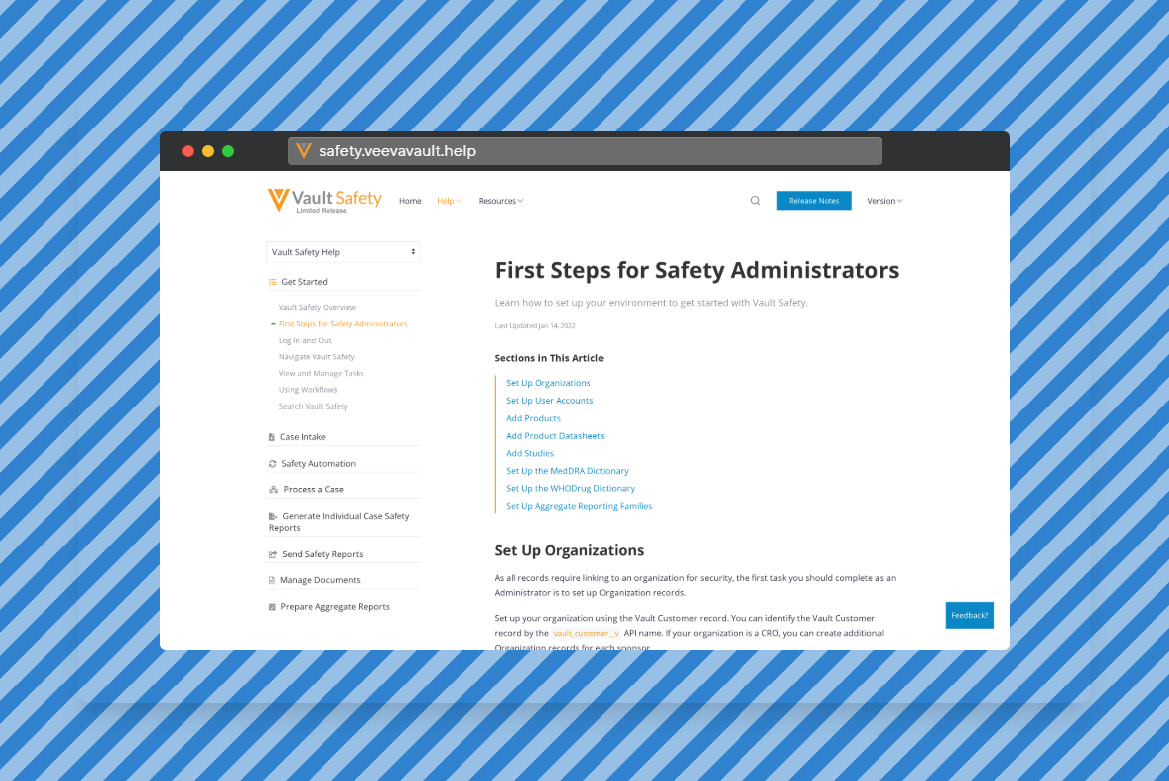 safety.veevavault.help
Vault Safety
Limited Release
Home
Help
Resources
Release Notes
Version
Vault Safety Help
Get Started
Vault Safety Overview
First Steps for Safety Administrators
Log In and Out
Navigate Vault Safety
View and Manage Tasks
Using Workflows
Search Vault Safety
Case Intake
Safety Automation
Process a Case
Generate Individual Case Safety
Reports
Send Safety Reports
Manage Documents
Prepare Aggregate Reports
First Steps for Safety Administrators
Learn how to set up your environment to get started with Vault Safety.
Last Updated Jan 14, 2022
Sections in This Article
Set Up Organizations
Set Up User Accounts
Add Products
Add Product Datasheets
Add Studies
Set Up the MedDRA Dictionary
Set Up the WHODrug Dictionary
Set Up Aggregate Reporting Families
Set Up Organizations
As all records require linking to an organization for security, the first task you should complete as an
Administrator is to set up Organization records.
Set up your organization using the Vault Customer record. You can identify the Vault Customer
record by the vault_customer__v API name. If your organization is a CRO, you can create additional
Organization records for each sponsor.
Feedback?